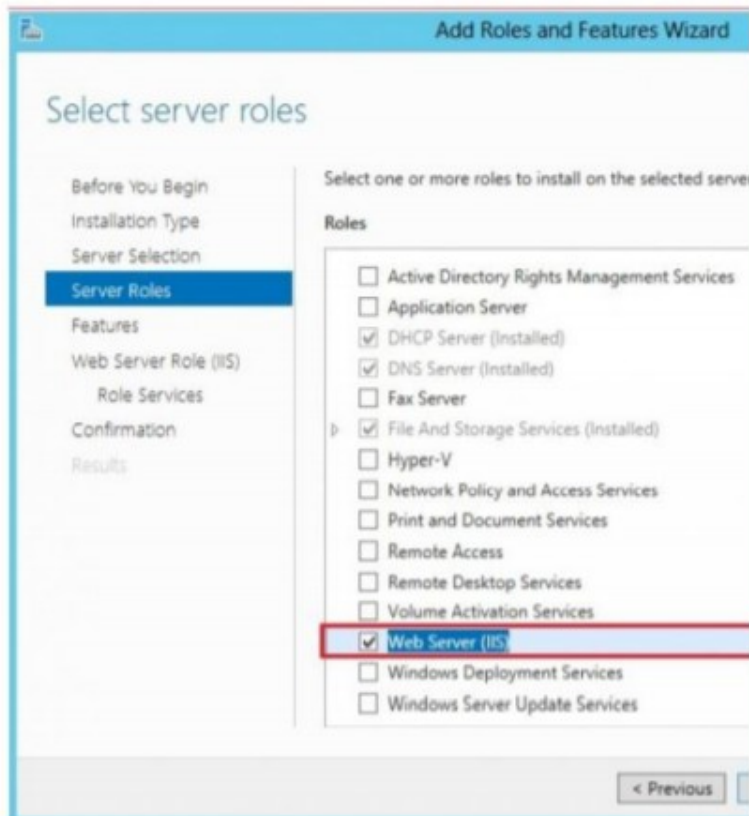 Add Roles and Features Wizard
Select server roles
Before You Begin
Installation Type
Server Selection
Server Roles
Features
Web Server Role (IIS)
Role Services
Confirmation
Results
Select one or more roles to install on the selected server
Roles
Active Directory Rights Management Services
Application Server
DHCP Server (Installed)
DNS Server (Installed)
Fax Server
File And Storage Services (Installed)
Hyper-V
Network Policy and Access Services
Print and Document Services
Remote Access
Remote Desktop Services
Volume Activation Services
Web Server (IIS)
Windows Deployment Services
Windows Server Update Services
< Previous